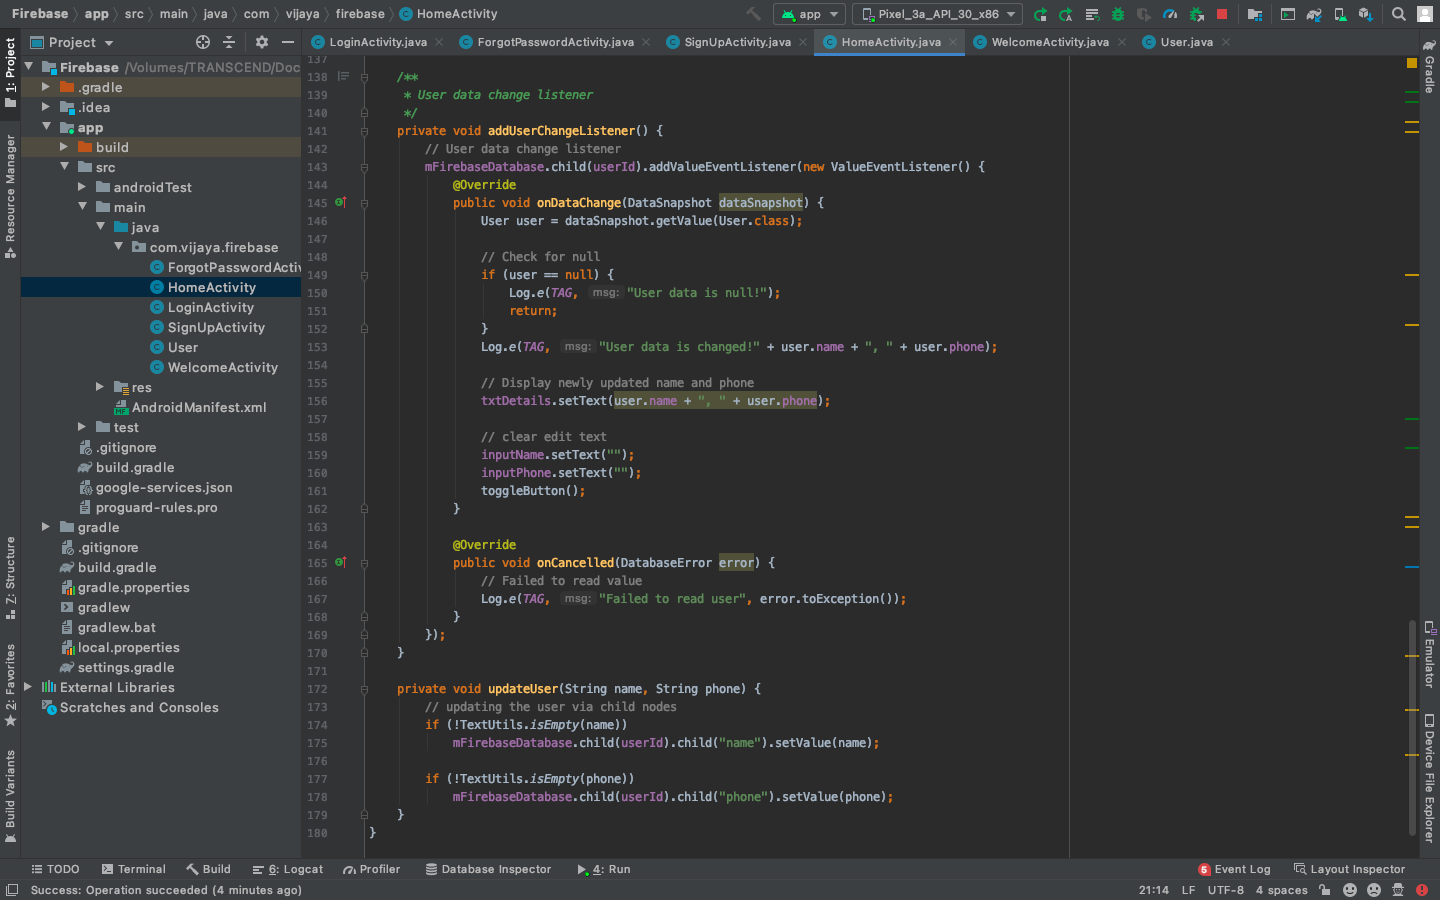 Firebase app src main java com vijaya firebase HomeActivity
app Pixel_3a_API_30_x86
Project
LoginActivity.java ForgotPasswordActivity.java SignUpActivity.java HomeActivity.java WelcomeActivity.java User.java
1: Project
Resource Manager
Z: Structure
2: Favorites
Build Variants
Firebase /Volumes/TRANSCEND/Doc
.gradle
.idea
app
build
src
androidTest
main
java
com.vijaya.firebase
ForgotPasswordActiv
HomeActivity
LoginActivity
SignUpActivity
User
WelcomeActivity
res
AndroidManifest.xml
test
.gitignore
build.gradle
google-services.json
proguard-rules.pro
gradle
.gitignore
build.gradle
gradle.properties
gradlew
gradlew.bat
local.properties
settings.gradle
External Libraries
Scratches and Consoles
137
138 /**
139 * User data change listener
140 */
141 private void addUserChangeListener() {
142 // User data change listener
143 mFirebaseDatabase.child(userId).addValueEventListener(new ValueEventListener() {
144 @Override
145 public void onDataChange(DataSnapshot dataSnapshot) {
146 User user = dataSnapshot.getValue(User.class);
147
148 // Check for null
149 if (user == null) {
150 Log.e(TAG, msg: "User data is null!");
151 return;
152 }
153 Log.e(TAG, msg: "User data is changed!" + user.name + ", " + user.phone);
154
155 // Display newly updated name and phone
156 txtDetails.setText(user.name + ", " + user.phone);
157
158 // clear edit text
159 inputName.setText("");
160 inputPhone.setText("");
161 toggleButton();
162 }
163
164 @Override
165 public void onCancelled(DatabaseError error) {
166 // Failed to read value
167 Log.e(TAG, msg: "Failed to read user", error.toException());
168 }
169 });
170 }
171
172 private void updateUser(String name, String phone) {
173 // updating the user via child nodes
174 if (!TextUtils.isEmpty(name))
175 mFirebaseDatabase.child(userId).child("name").setValue(name);
176
177 if (!TextUtils.isEmpty(phone))
178 mFirebaseDatabase.child(userId).child("phone").setValue(phone);
179 }
180 }
Gradle
Emulator
Device File Explorer
TODO Terminal Build 6: Logcat Profiler Database Inspector 4: Run 5 Event Log Layout Inspector
Success: Operation succeeded (4 minutes ago) 21:14 LF UTF-8 4 spaces